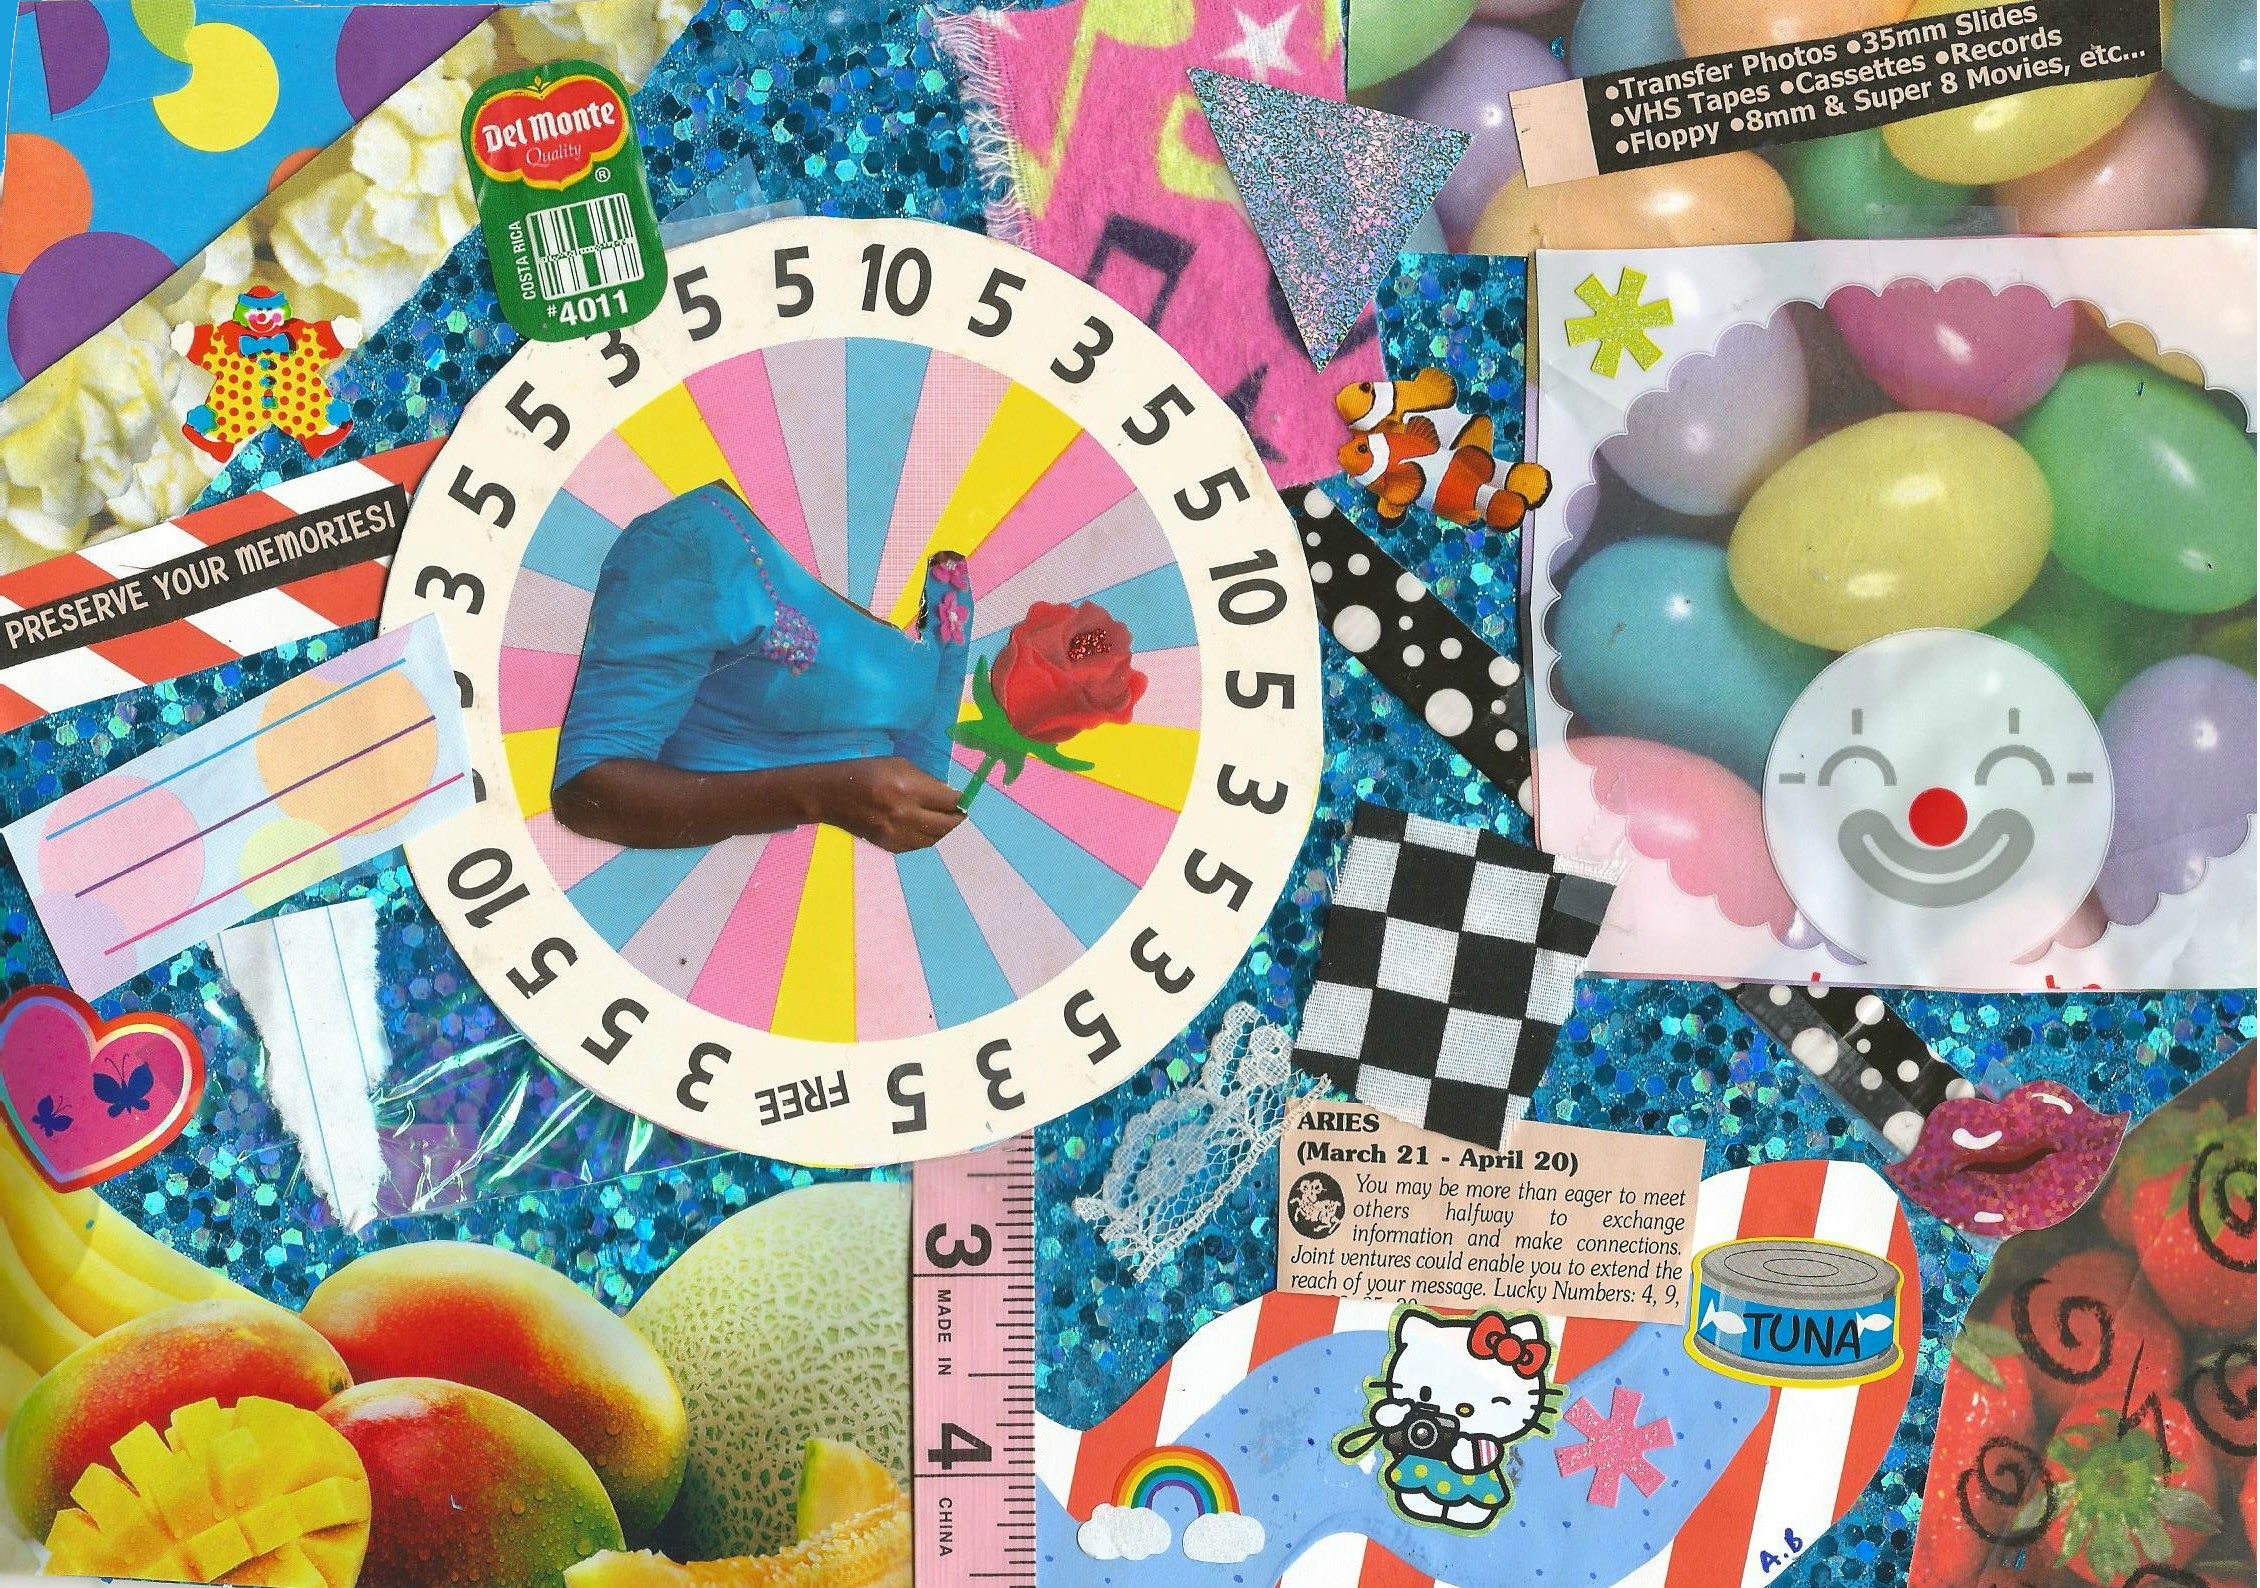 •Transfer Photos •35mm Slides
•VHS Tapes •Cassettes •Records
•Floppy •8mm & Super 8 Movies, etc...
Del Monte
Quality
®
COSTA RICA
#4011
5 5 10 5 3 5 5 10 5 3 5 3 5 3 5 FREE 3 5 5 10
3 5 5 3
PRESERVE YOUR MEMORIES!
ARIES
(March 21 - April 20)
You may be more than eager to meet
others halfway to exchange
information and make connections.
Joint ventures could enable you to extend the
reach of your message. Lucky Numbers: 4, 9,
TUNA
3
MADE IN
4
CHINA
A.B